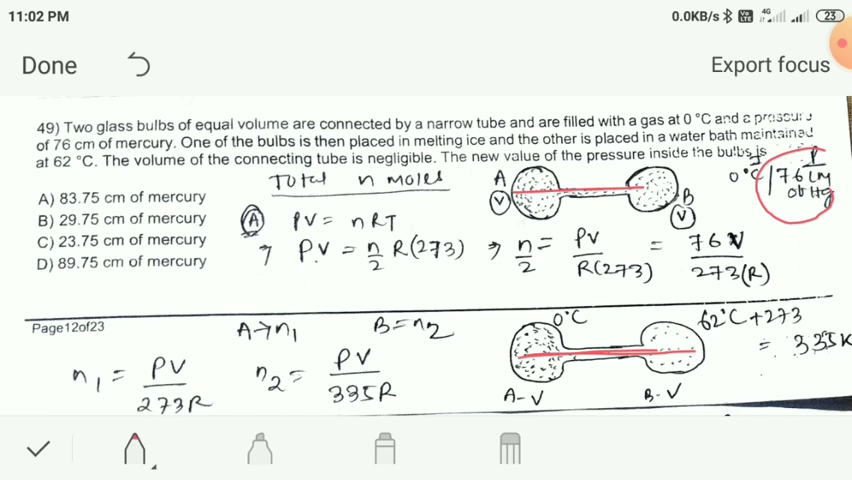 11:02 PM
0.0KB/s
Vo LTE
4G
23
Done
Export focus
49) Two glass bulbs of equal volume are connected by a narrow tube and are filled with a gas at 0 °C and a pressure
of 76 cm of mercury. One of the bulbs is then placed in melting ice and the other is placed in a water bath maintained
at 62 °C. The volume of the connecting tube is negligible. The new value of the pressure inside the bulbs is
Total n moles
A
B
V
V
P
0°C / 76 cm
of Hg
A) 83.75 cm of mercury
B) 29.75 cm of mercury
C) 23.75 cm of mercury
D) 89.75 cm of mercury
A PV = nRT
P.V = n/2 R(273) ⇒ n/2 = PV/R(273) = 76V/273(R)
Page12of23
A→n1
B=n2
0°C
62°C+273
= 335K
n1 = PV/273R
n2 = PV/335R
A-V
B-V